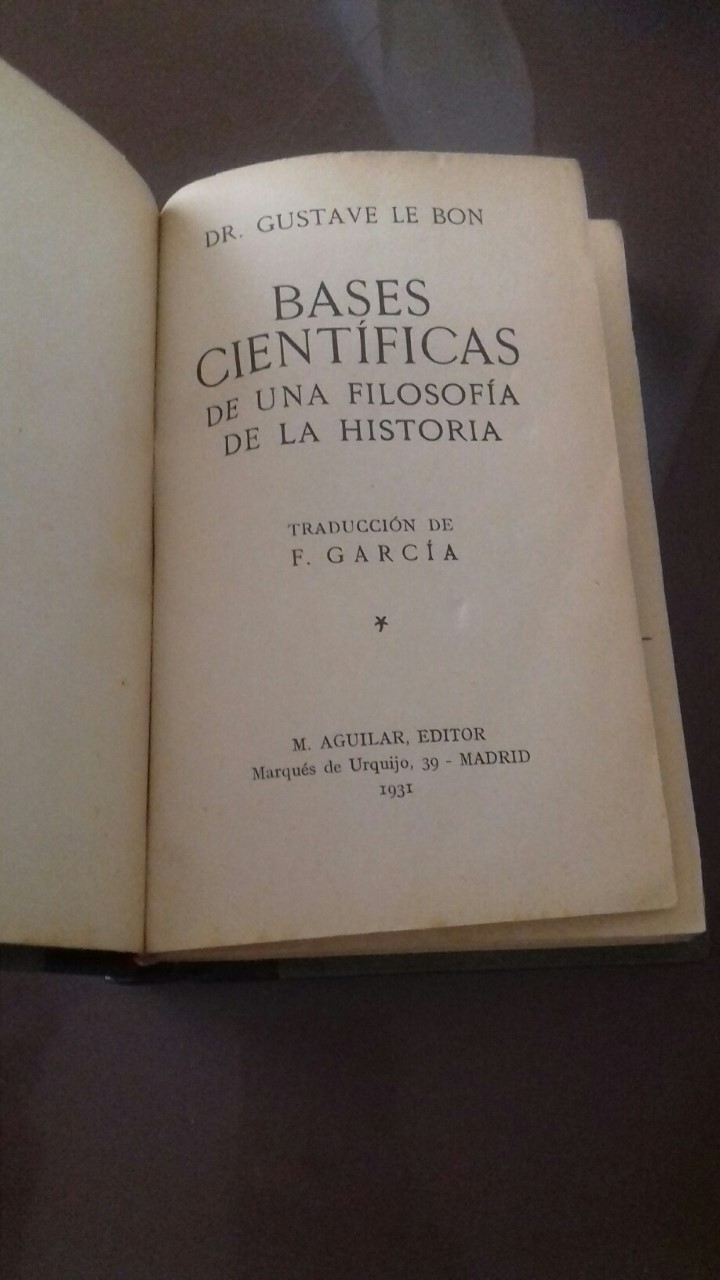 DR. GUSTAVE LE BON
BASES
CIENTÍFICAS
DE UNA FILOSOFÍA
DE LA HISTORIA
TRADUCCIÓN DE
F. GARCÍA
*
M. AGUILAR, EDITOR
Marqués de Urquijo, 39 - MADRID
1931